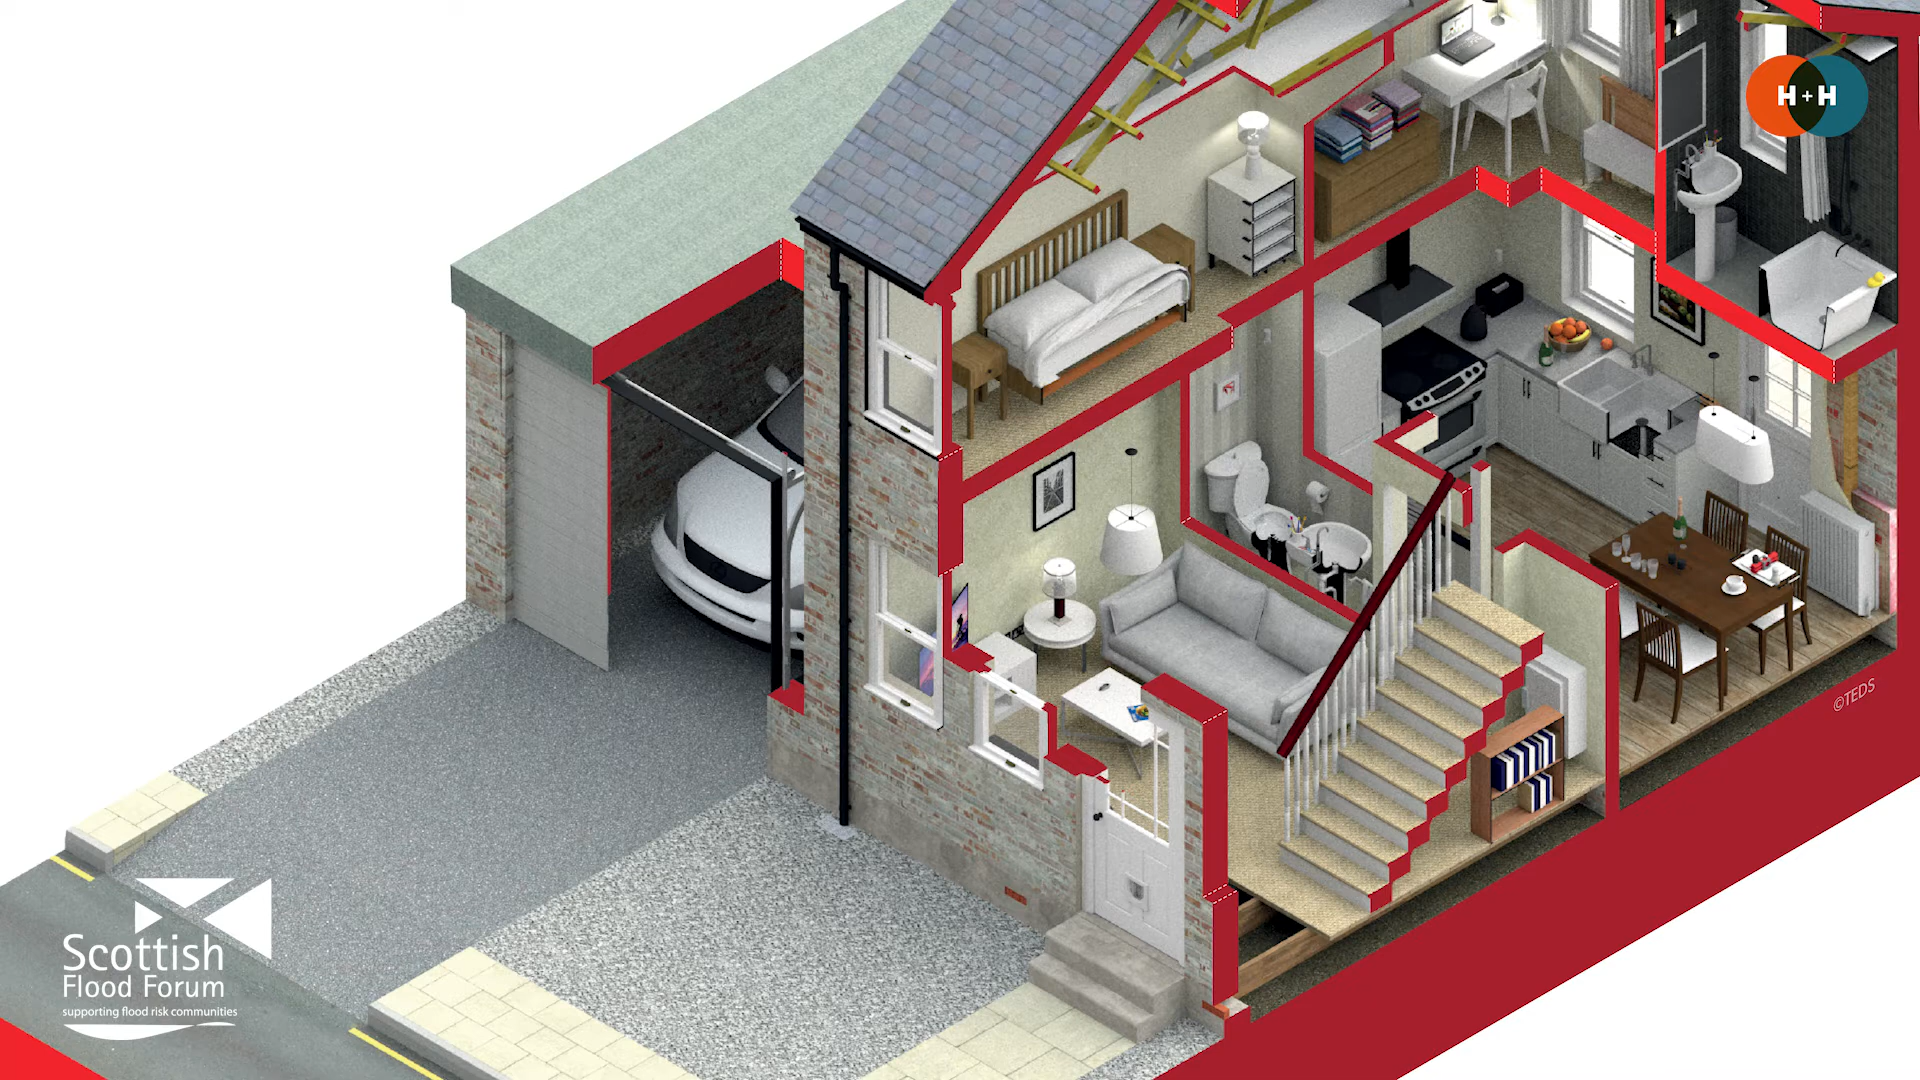 H+H
©TEDS
Scottish
Flood Forum
supporting flood risk communities